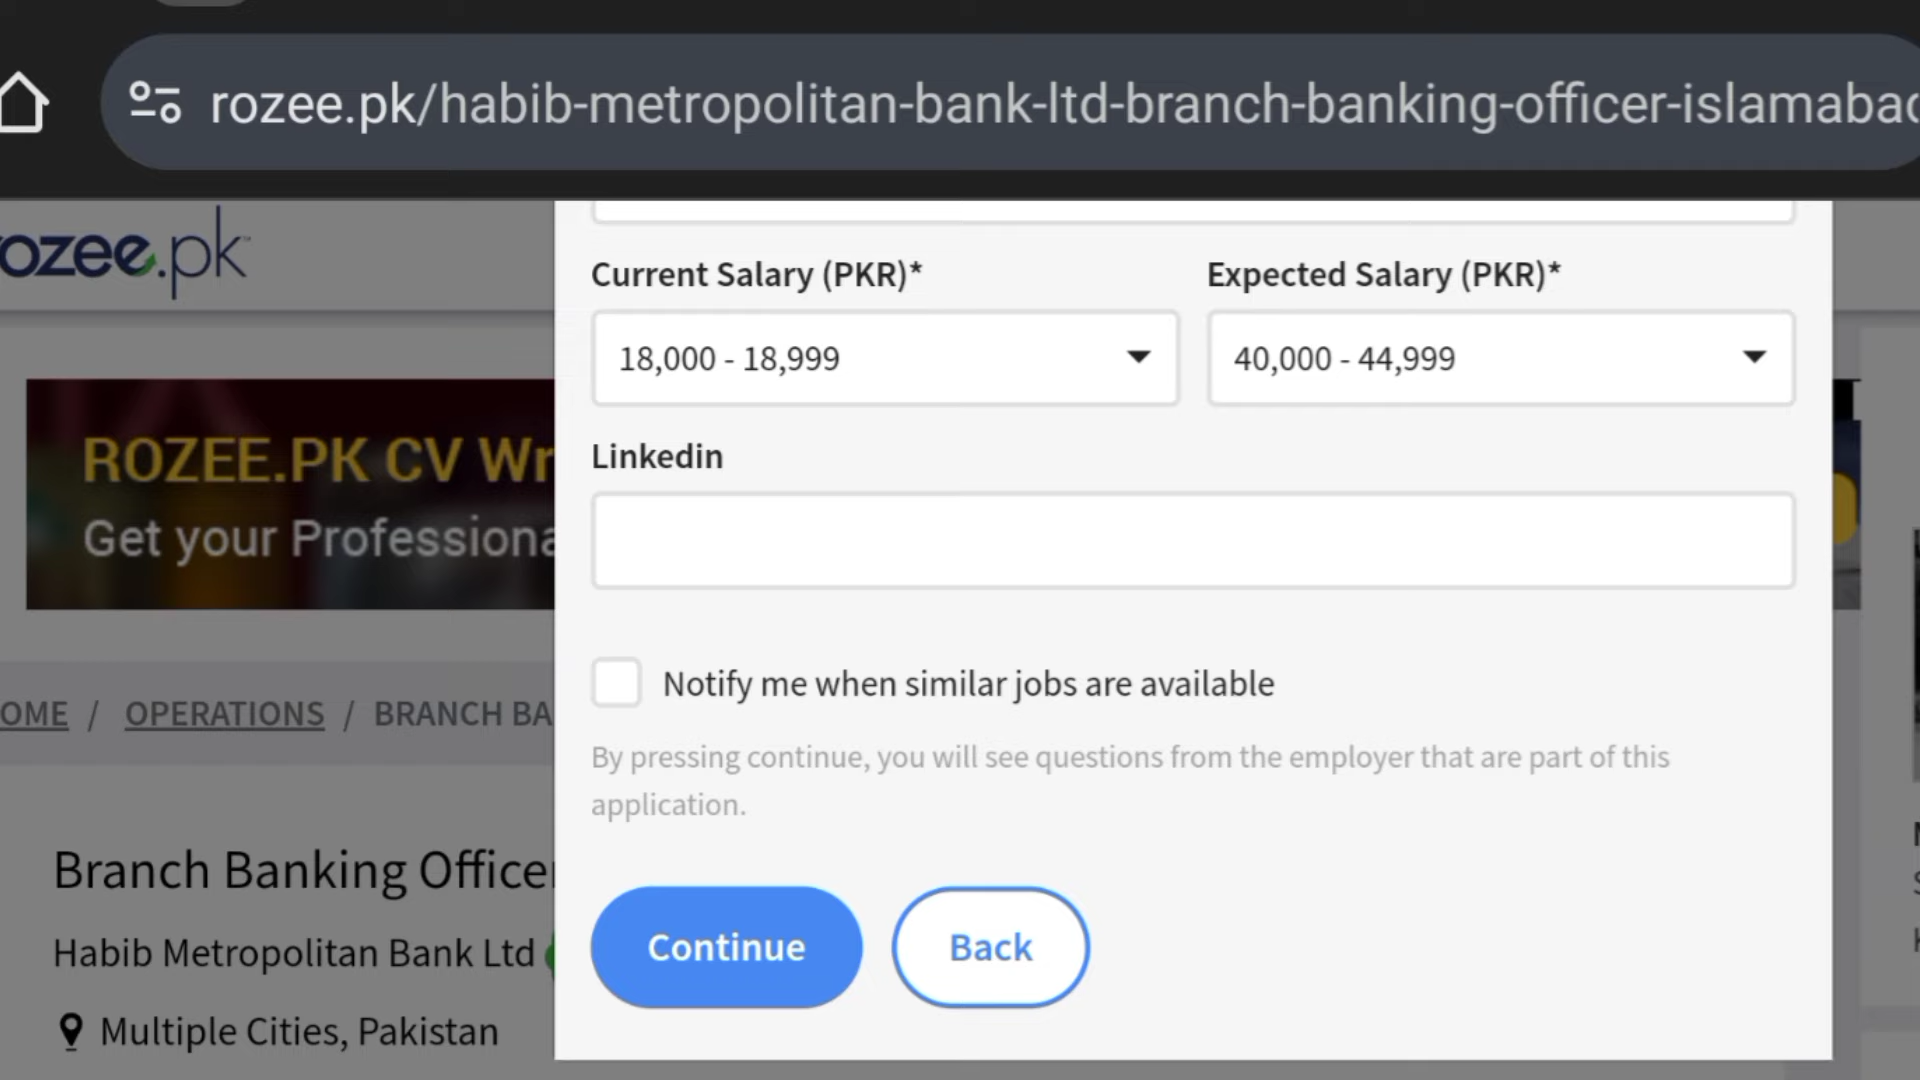 rozee.pk/habib-metropolitan-bank-ltd-branch-banking-officer-islamabad
ozee.pk
Current Salary (PKR)* Expected Salary (PKR)*
18,000 - 18,999 40,000 - 44,999
ROZEE.PK CV Wr
Linkedin
Get your Professiona
Notify me when similar jobs are available
OME / OPERATIONS / BRANCH BA
By pressing continue, you will see questions from the employer that are part of this
application.
Branch Banking Officer
Continue Back
Habib Metropolitan Bank Ltd
Multiple Cities, Pakistan